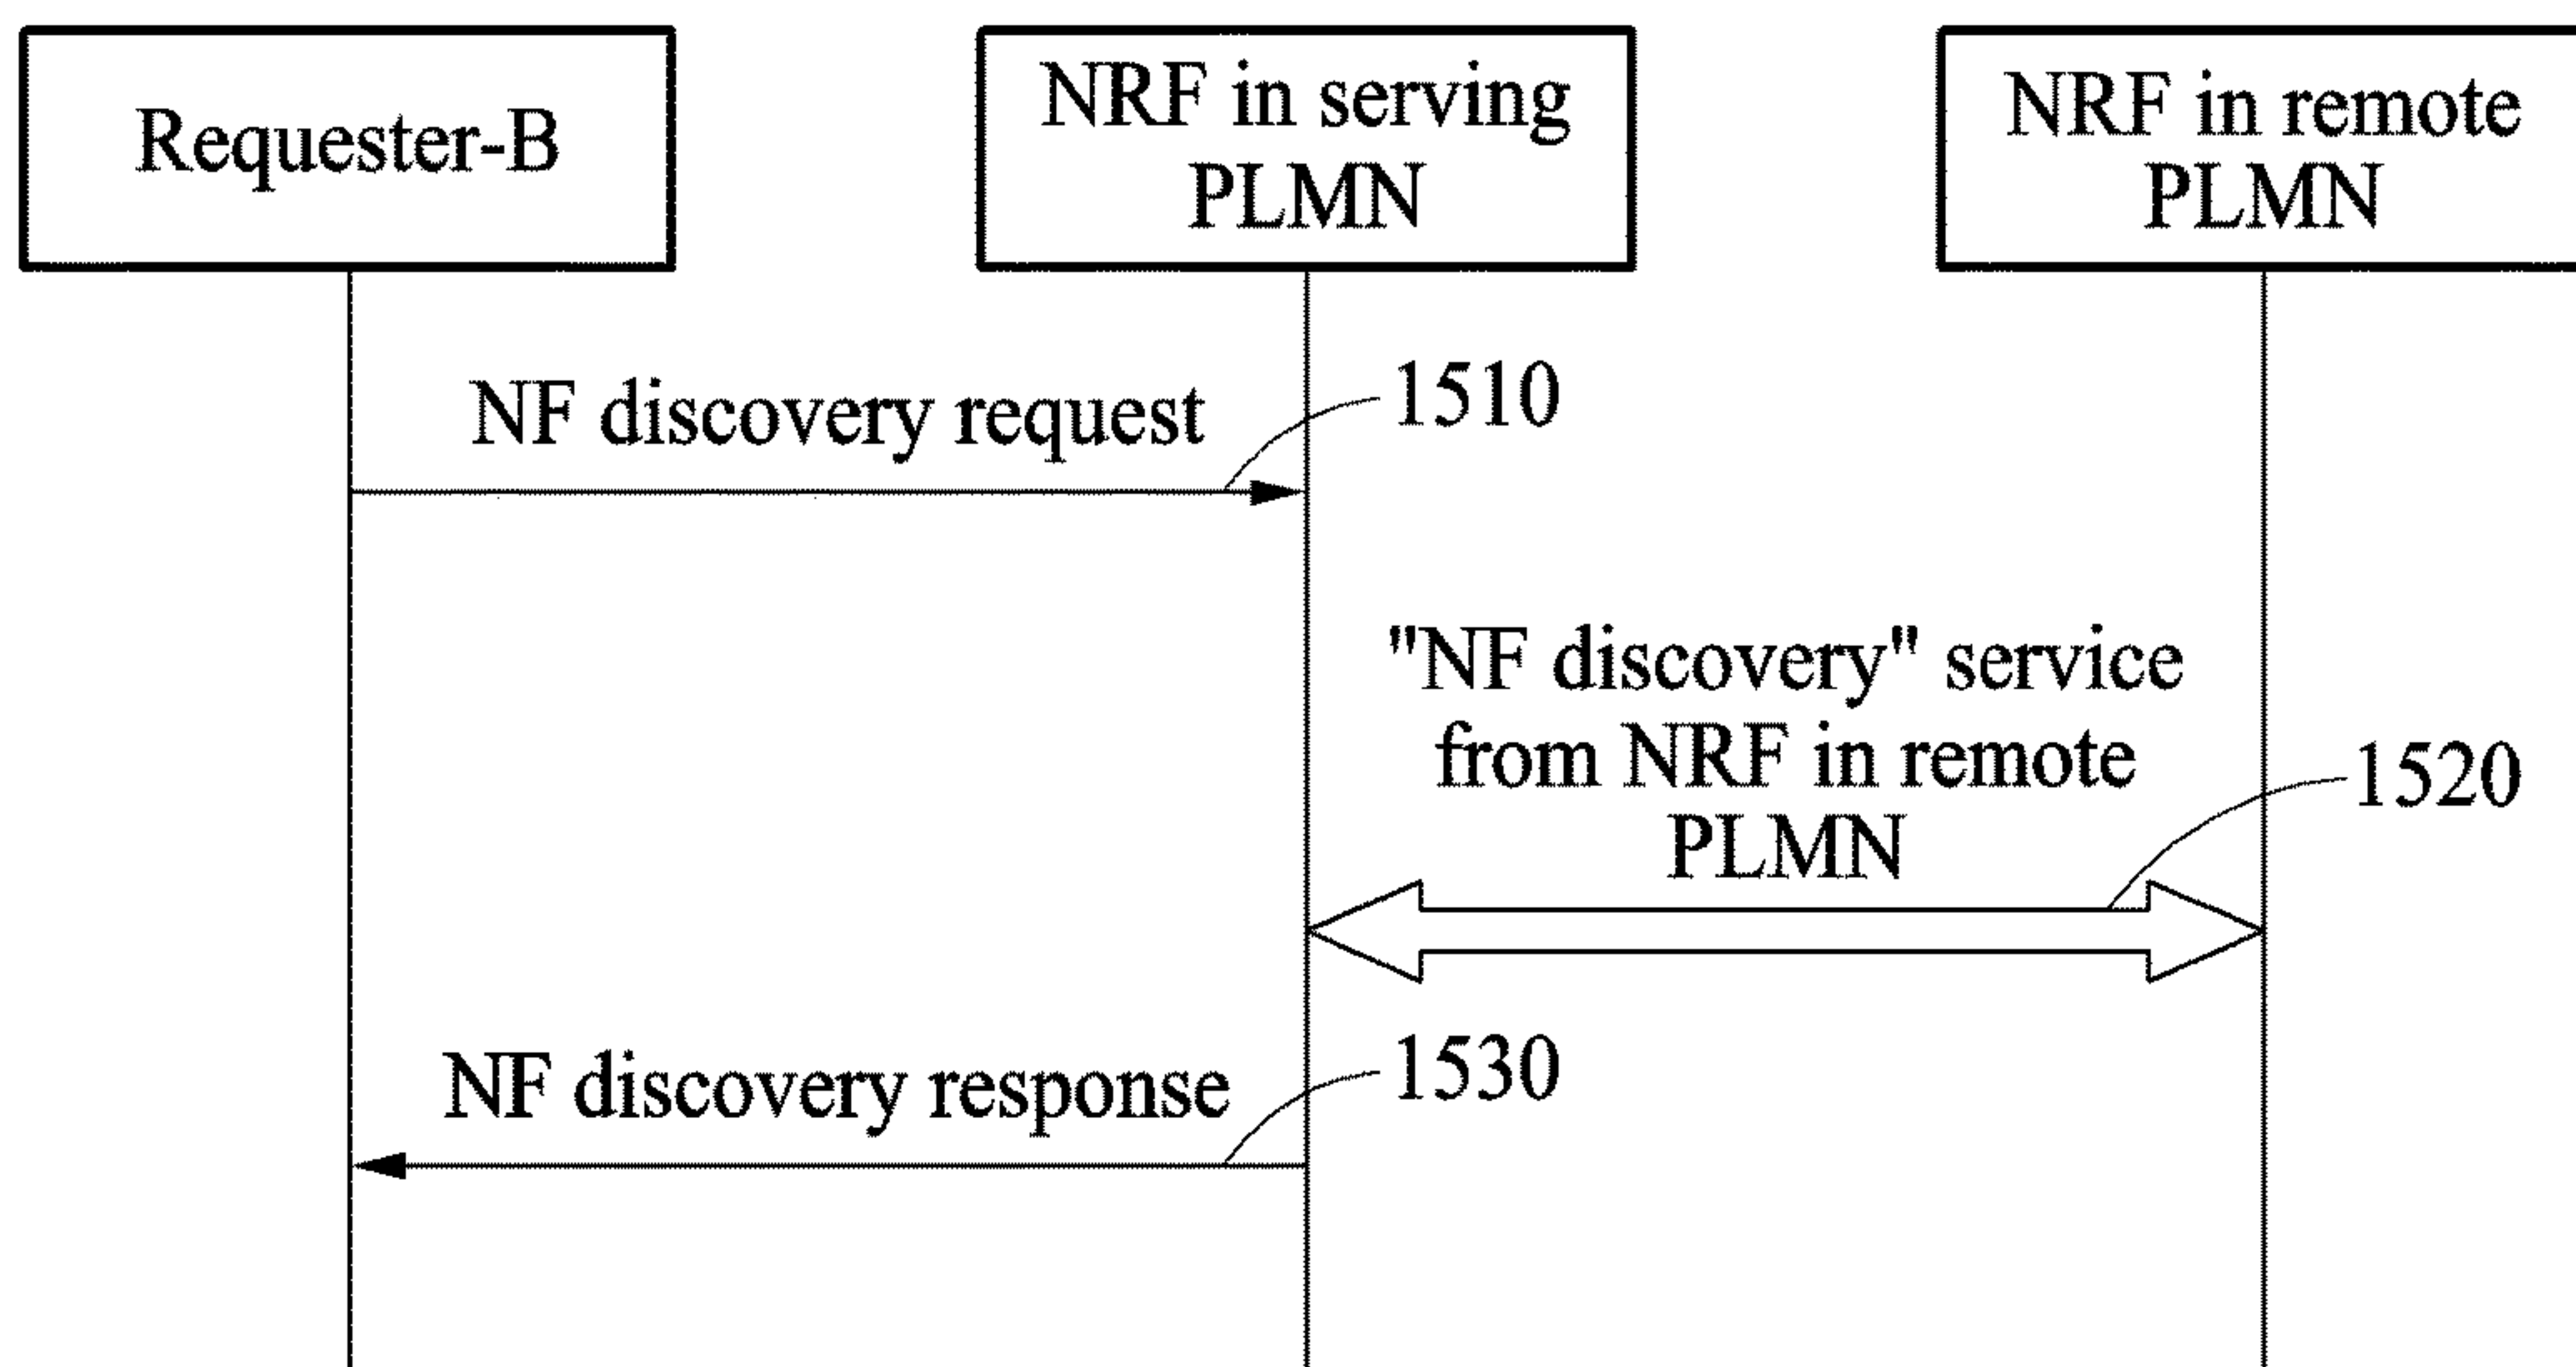 Requester-B
NRF in serving
PLMN
NRF in remote
PLMN
NF discovery request
1510
"NF discovery" service
from NRF in remote
PLMN
1520
NF discovery response
1530